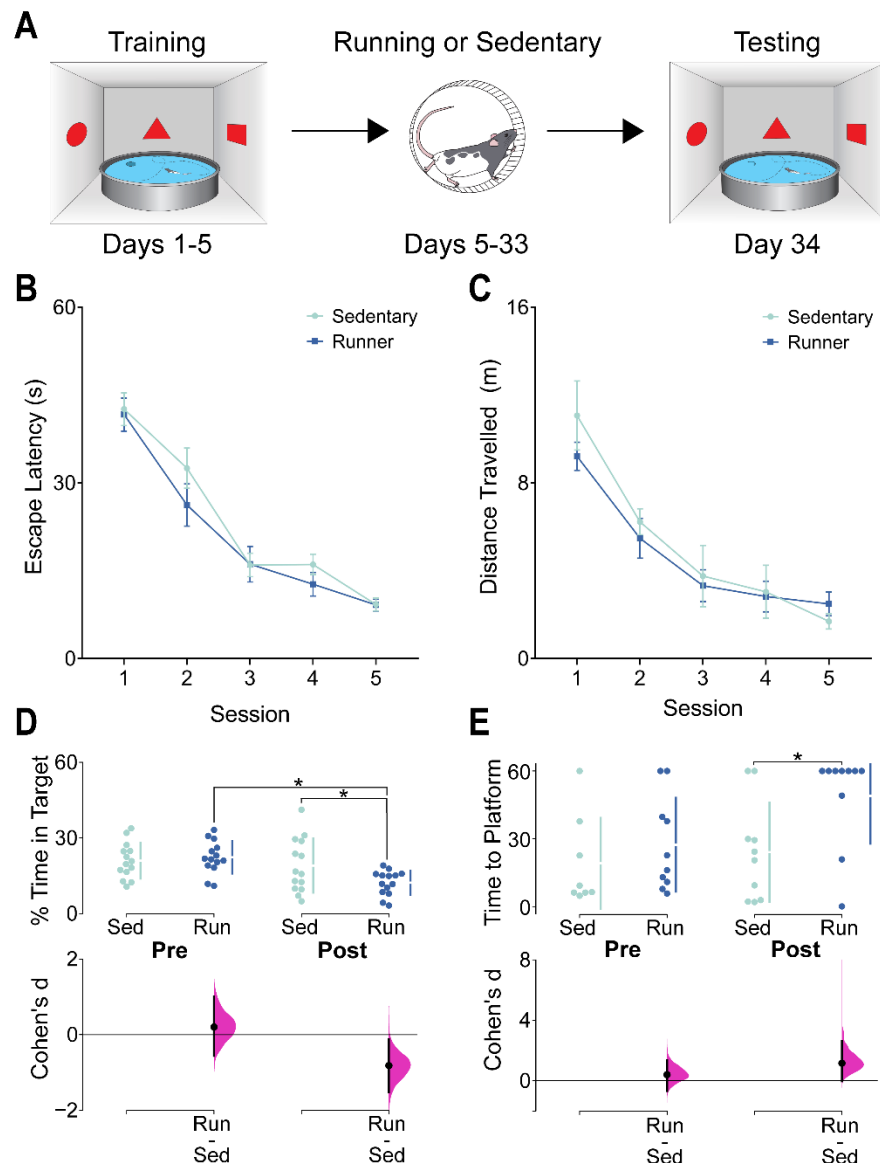 A
Training
Running or Sedentary
Testing
Days 1-5
Days 5-33
Day 34
B
60
30
0
Escape Latency (s)
Sedentary
Runner
1 2 3 4 5
Session
C
16
8
0
Distance Travelled (m)
Sedentary
Runner
1 2 3 4 5
Session
D
60
30
0
% Time in Target
*
*
Sed Run Sed Run
Pre Post
2
0
−2
Cohen's d
Run Run
- -
Sed Sed
E
60
30
0
Time to Platform
*
Sed Run Sed Run
Pre Post
8
4
0
Cohen's d
Run Run
- -
Sed Sed